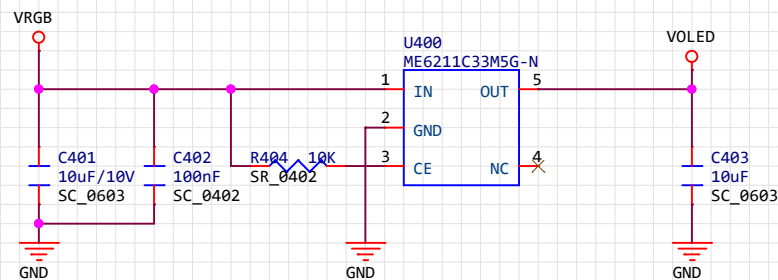 VRGB
U400
ME6211C33M5G-N
VOLED
1
IN
OUT
5
2
GND
3
CE
NC
4
C401
10uF/10V
SC_0603
C402
100nF
SC_0402
R404 10K
SR_0402
C403
10uF
SC_0603
GND
GND
GND